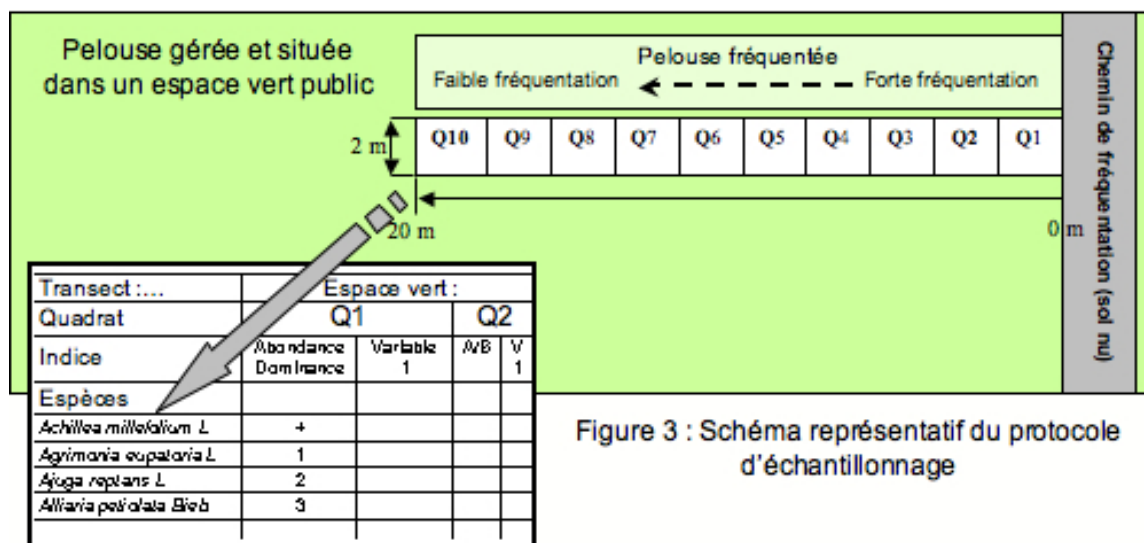 Pelouse gérée et située
dans un espace vert public
Pelouse fréquentée
Faible fréquentation
Forte fréquentation
Q10 Q9 Q8 Q7 Q6 Q5 Q4 Q3 Q2 Q1
2 m
20 m
0 m
Chemin de fréquentation (sol nu)
Transect :... Espace vert :
Quadrat Q1 Q2
Indice Abondance Variable A/B V
Dominance 1 1
Espèces
Achillea millefolium L +
Agrimonia eupatoria L 1
Ajuga reptans L 2
Alliaria petiolata Bieb 3
Figure 3 : Schéma représentatif du protocole
d'échantillonnage